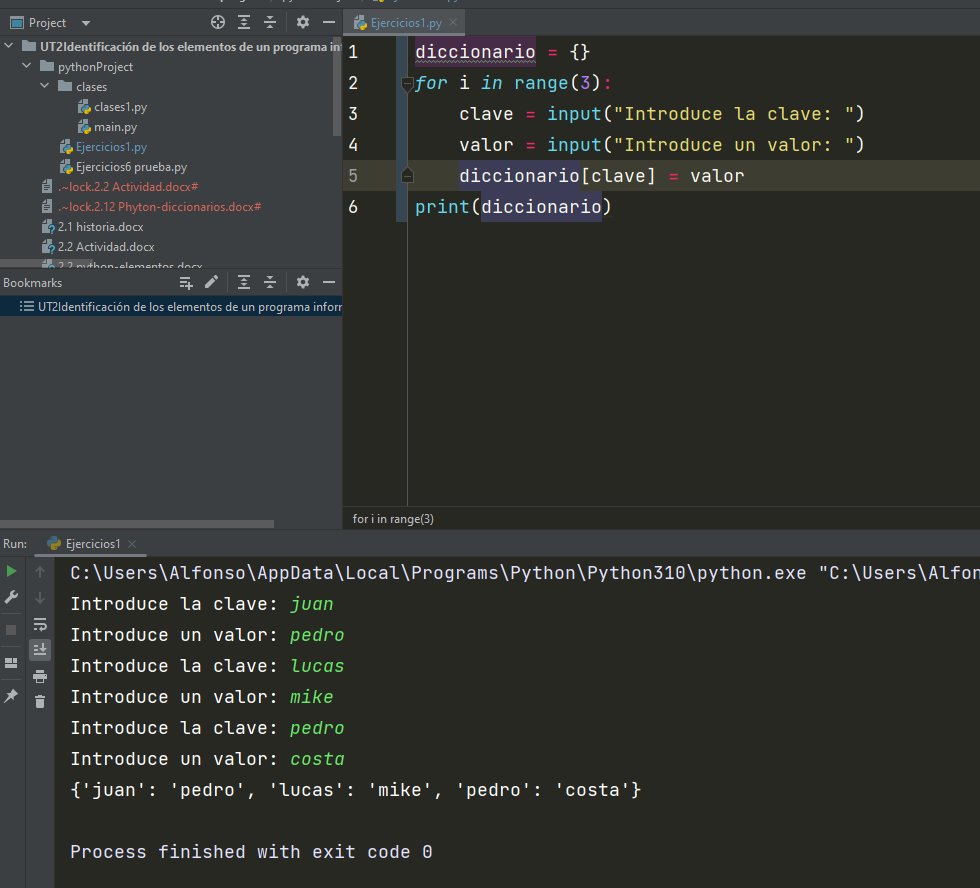 Project
Ejercicios1.py
UT2Identificación de los elementos de un programa in
pythonProject
clases
clases1.py
main.py
Ejercicios1.py
Ejercicios6 prueba.py
.~lock.2.2 Actividad.docx#
.~lock.2.12 Phyton-diccionarios.docx#
2.1 historia.docx
2.2 Actividad.docx
2.2 python-elementos.docx
Bookmarks
UT2Identificación de los elementos de un programa inforr
1 diccionario = {}
2 for i in range(3):
3 clave = input("Introduce la clave: ")
4 valor = input("Introduce un valor: ")
5 diccionario[clave] = valor
6 print(diccionario)
for i in range(3)
Run: Ejercicios1
C:\Users\Alfonso\AppData\Local\Programs\Python\Python310\python.exe "C:\Users\Alfon
Introduce la clave: juan
Introduce un valor: pedro
Introduce la clave: lucas
Introduce un valor: mike
Introduce la clave: pedro
Introduce un valor: costa
{'juan': 'pedro', 'lucas': 'mike', 'pedro': 'costa'}
Process finished with exit code 0